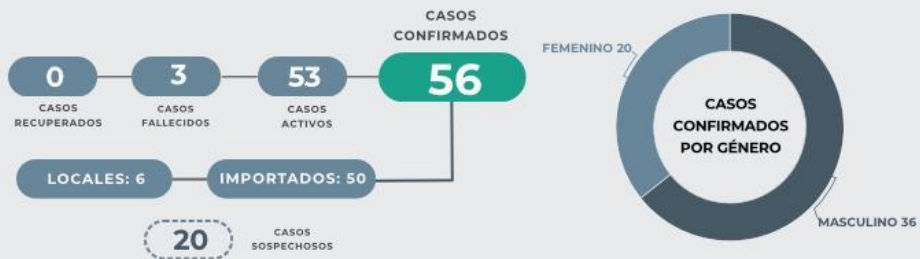 CASOS
CONFIRMADOS
56
0
CASOS
RECUPERADOS
3
CASOS
FALLECIDOS
53
CASOS
ACTIVOS
LOCALES: 6
IMPORTADOS: 50
20
CASOS
SOSPECHOSOS
FEMENINO 20
CASOS
CONFIRMADOS
POR GÉNERO
MASCULINO 36